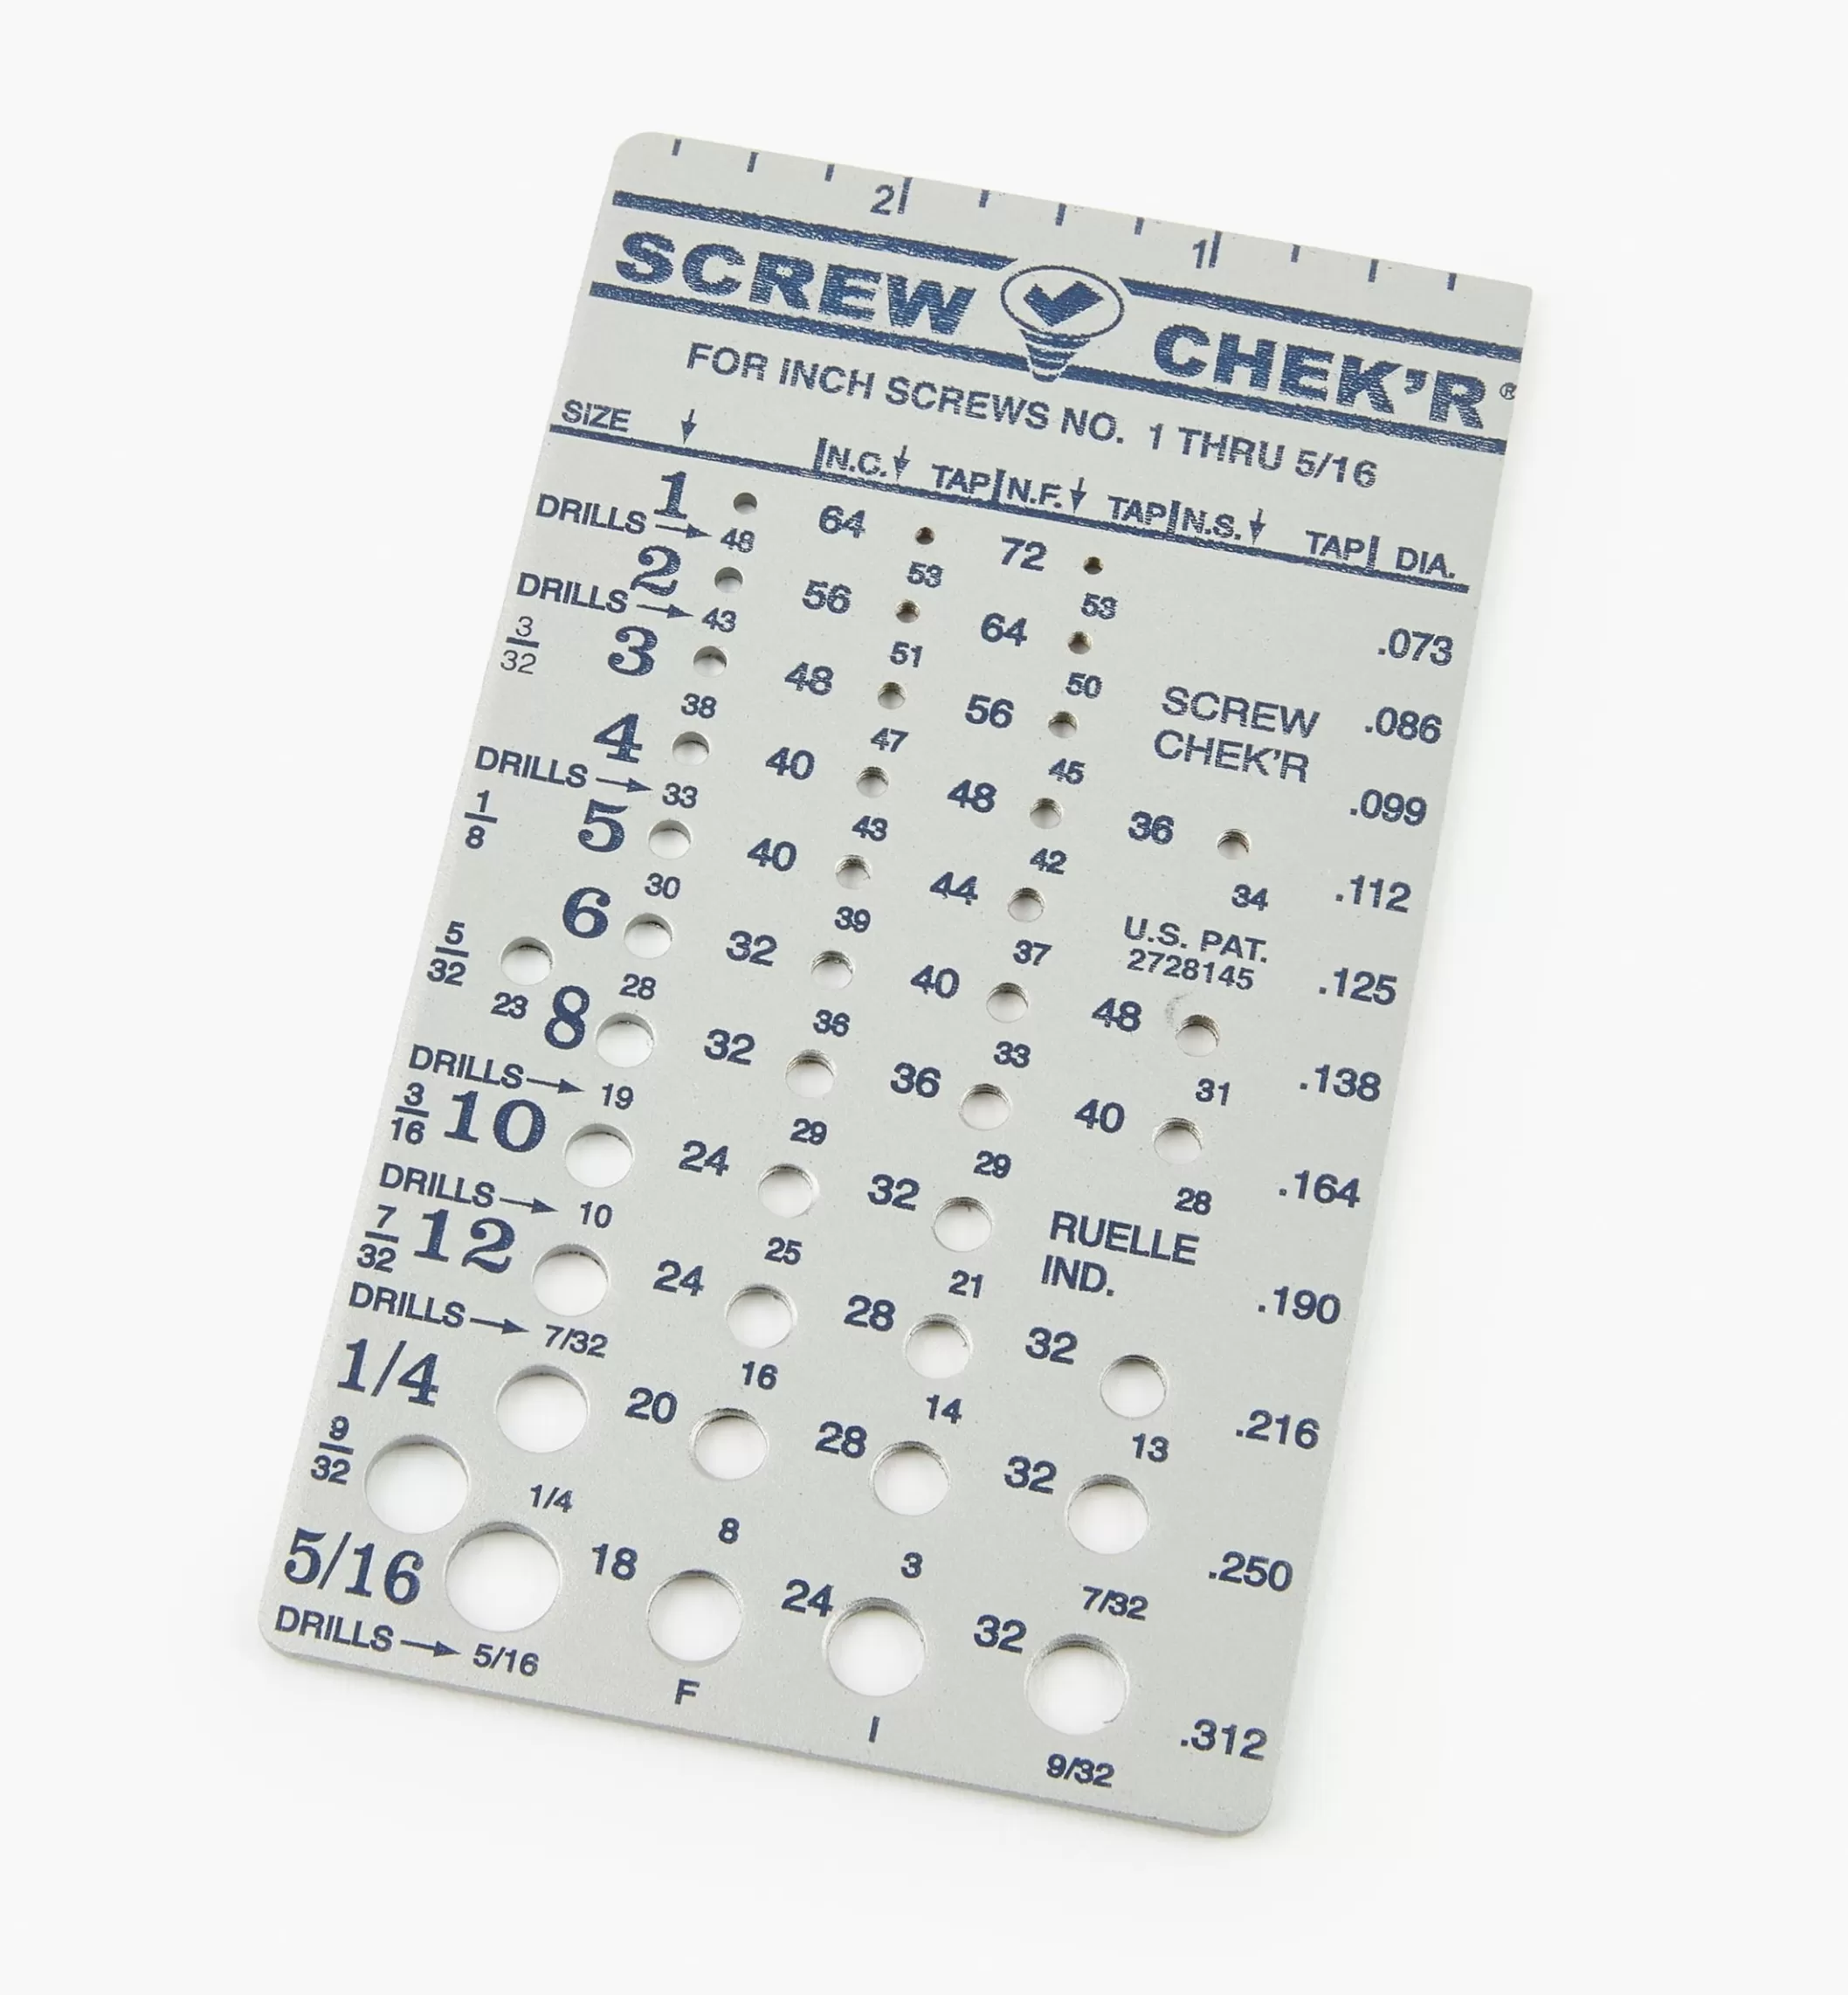 2 1
SCREW CHEK'R®
FOR INCH SCREWS NO. 1 THRU 5/16
SIZE N.C. TAP N.F. TAP N.S. TAP DIA.
1 64 72 .073
DRILLS 48 53 53
2 56 64 .086
DRILLS 43 51 50
3/32 3 48 56 SCREW CHEK'R .099
38 47 45
4 40 48 36 .112
DRILLS 33 43 42 34
1/8 5 40 44 U.S. PAT. 2728145 .125
30 39 37
6 32 40 48 .138
5/32 28 36 33 31
23
8 32 36 40 .164
DRILLS 19 29 29 28
3/16 10 24 32 RUELLE IND. .190
DRILLS 10 25 21
7/32 12 24 28 32 .216
DRILLS 7/32 16 14 13
1/4 20 28 32 .250
9/32 1/4 8 3 7/32
5/16 18 24 32 .312
DRILLS 5/16 F I 9/32